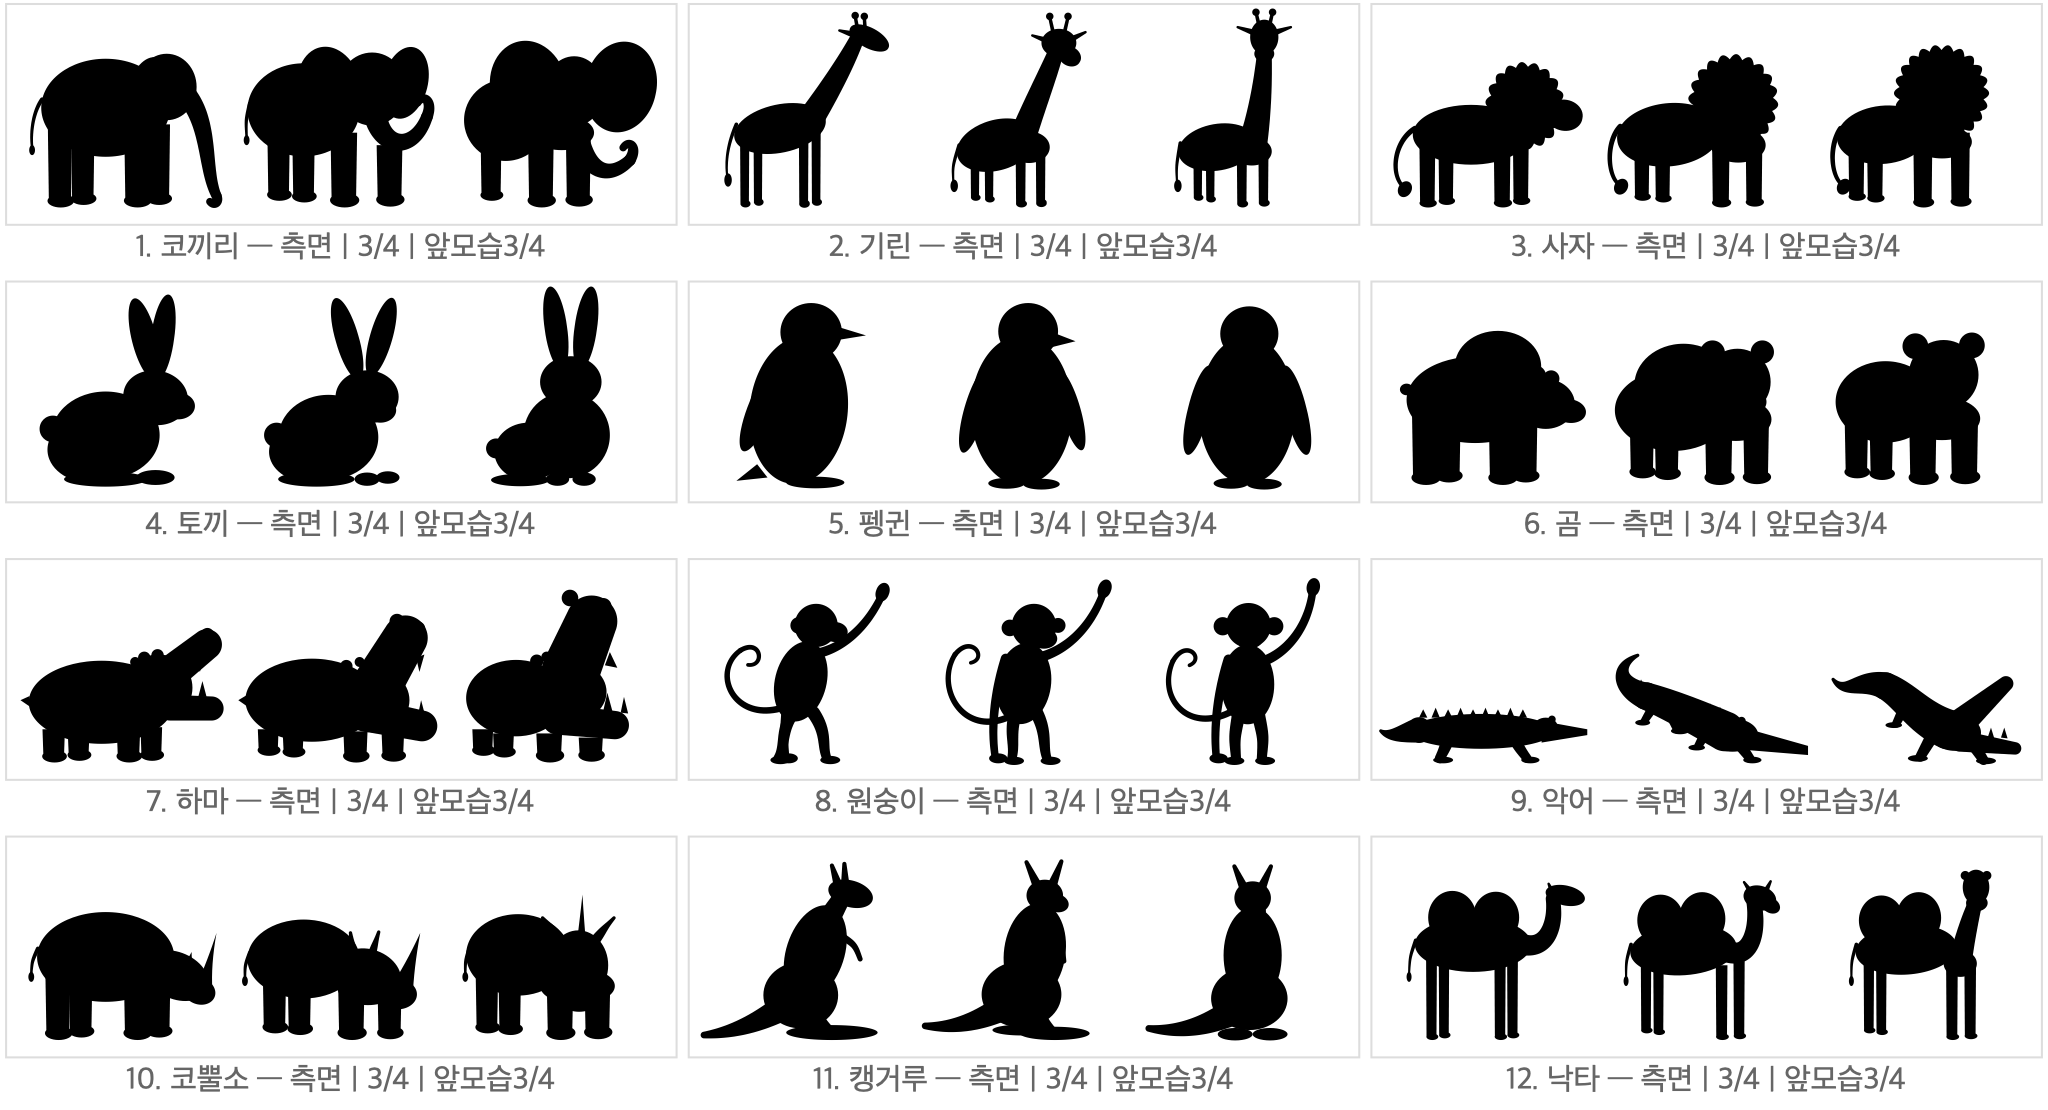 1. 코끼리 — 측면 | 3/4 | 앞모습3/4
2. 기린 — 측면 | 3/4 | 앞모습3/4
3. 사자 — 측면 | 3/4 | 앞모습3/4
4. 토끼 — 측면 | 3/4 | 앞모습3/4
5. 펭귄 — 측면 | 3/4 | 앞모습3/4
6. 곰 — 측면 | 3/4 | 앞모습3/4
7. 하마 — 측면 | 3/4 | 앞모습3/4
8. 원숭이 — 측면 | 3/4 | 앞모습3/4
9. 악어 — 측면 | 3/4 | 앞모습3/4
10. 코뿔소 — 측면 | 3/4 | 앞모습3/4
11. 캥거루 — 측면 | 3/4 | 앞모습3/4
12. 낙타 — 측면 | 3/4 | 앞모습3/4